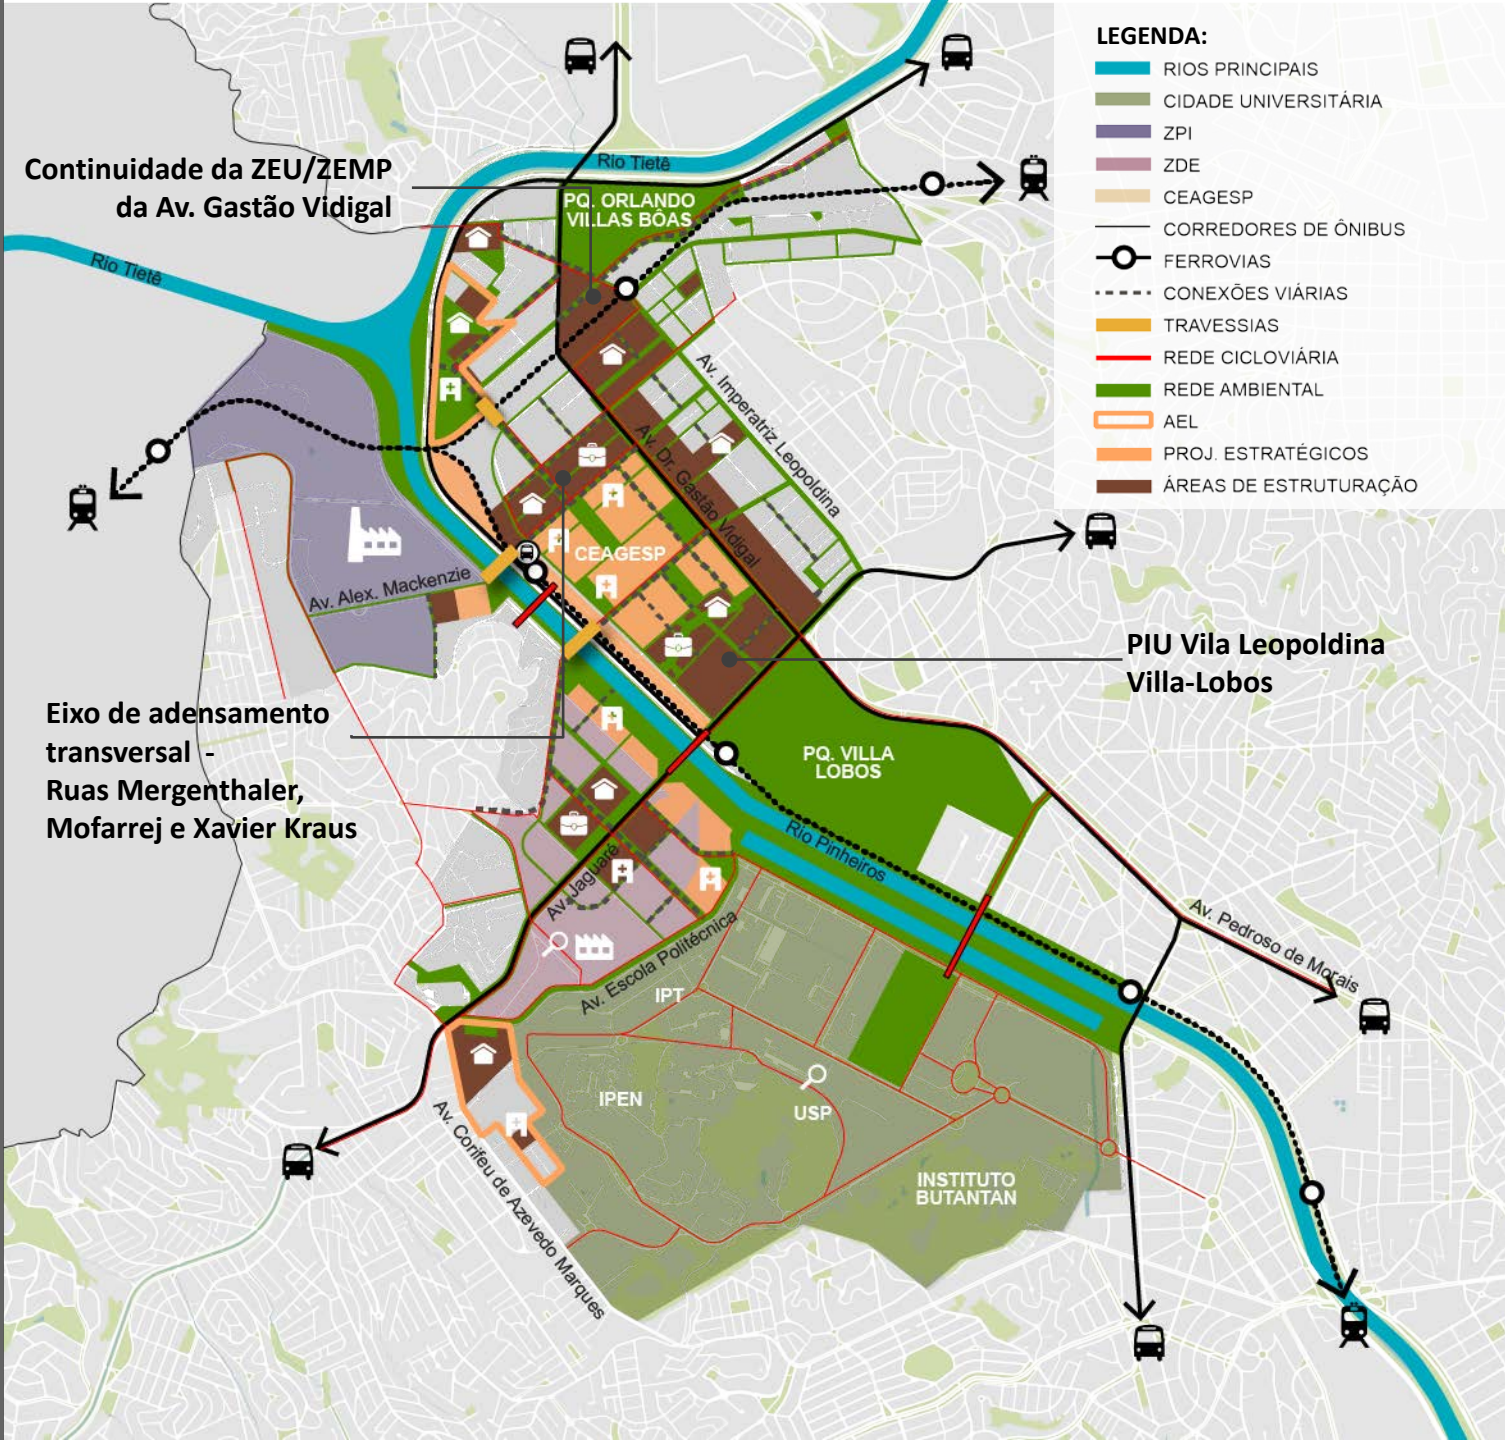 LEGENDA:
RIOS PRINCIPAIS
CIDADE UNIVERSITÁRIA
ZPI
ZDE
CEAGESP
CORREDORES DE ÔNIBUS
FERROVIAS
CONEXÕES VIÁRIAS
TRAVESSIAS
REDE CICLOVIÁRIA
REDE AMBIENTAL
AEL
PROJ. ESTRATÉGICOS
ÁREAS DE ESTRUTURAÇÃO
Continuidade da ZEU/ZEMP
da Av. Gastão Vidigal
Rio Tietê
PQ. ORLANDO
VILLAS BÔAS
Rio Tietê
Av. Imperatriz Leopoldina
Av. Dr. Gastão Vidigal
CEAGESP
Av. Alex. Mackenzie
PIU Vila Leopoldina
Villa-Lobos
Eixo de adensamento
transversal -
Ruas Mergenthaler,
Mofarrej e Xavier Kraus
PQ. VILLA
LOBOS
Rio Pinheiros
Av. Jaguaré
Av. Escola Politécnica
Av. Pedroso de Morais
IPT
IPEN
USP
INSTITUTO
BUTANTAN
Av. Corifeu de Azevedo Marques